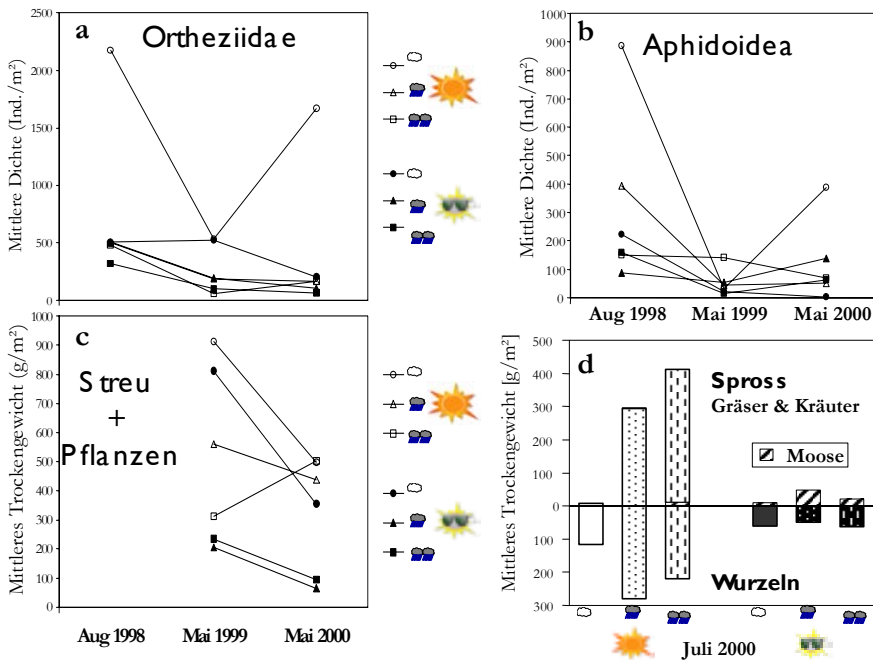 a
Ortheziidae
Mittlere Dichte (Ind./m²)
2500
2000
1500
1000
500
0
b
Aphidoidea
Mittlere Dichte (Ind./m²)
1000
900
800
700
600
500
400
300
200
100
0
Aug 1998 Mai 1999 Mai 2000
c
Streu
+
Pflanzen
Mittleres Trockengewicht (g/m²)
1000
900
800
700
600
500
400
300
200
100
0
Aug 1998 Mai 1999 Mai 2000
d
Spross
Gräser & Kräuter
Moose
Wurzeln
Mittleres Trockengewicht [g/m²]
500
400
300
200
100
0
100
200
300
Juli 2000